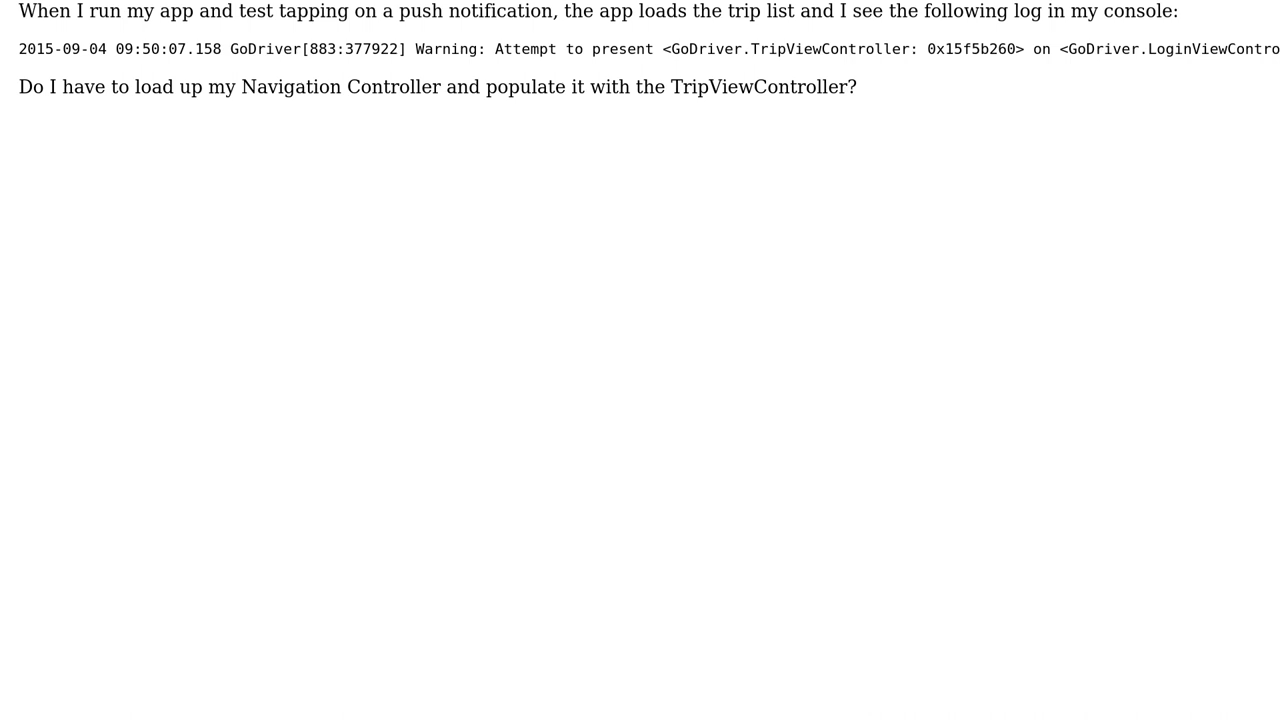 When I run my app and test tapping on a push notification, the app loads the trip list and I see the following log in my console:
2015-09-04 09:50:07.158 GoDriver[883:377922] Warning: Attempt to present <GoDriver.TripViewController: 0x15f5b260> on <GoDriver.LoginViewContro
Do I have to load up my Navigation Controller and populate it with the TripViewController?